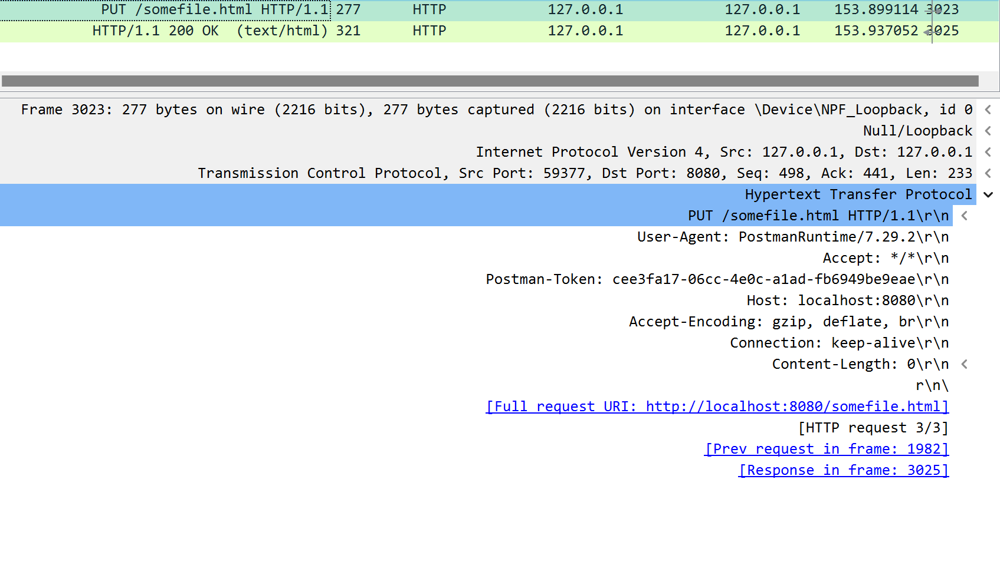 PUT /somefile.html HTTP/1.1 277 HTTP 127.0.0.1 127.0.0.1 153.899114 3023
HTTP/1.1 200 OK (text/html) 321 HTTP 127.0.0.1 127.0.0.1 153.937052 3025
Frame 3023: 277 bytes on wire (2216 bits), 277 bytes captured (2216 bits) on interface \Device\NPF_Loopback, id 0
Null/Loopback
Internet Protocol Version 4, Src: 127.0.0.1, Dst: 127.0.0.1
Transmission Control Protocol, Src Port: 59377, Dst Port: 8080, Seq: 498, Ack: 441, Len: 233
Hypertext Transfer Protocol
PUT /somefile.html HTTP/1.1\r\n
User-Agent: PostmanRuntime/7.29.2\r\n
Accept: */*\r\n
Postman-Token: cee3fa17-06cc-4e0c-a1ad-fb6949be9eae\r\n
Host: localhost:8080\r\n
Accept-Encoding: gzip, deflate, br\r\n
Connection: keep-alive\r\n
Content-Length: 0\r\n
r\n\
[Full request URI: http://localhost:8080/somefile.html]
[HTTP request 3/3]
[Prev request in frame: 1982]
[Response in frame: 3025]